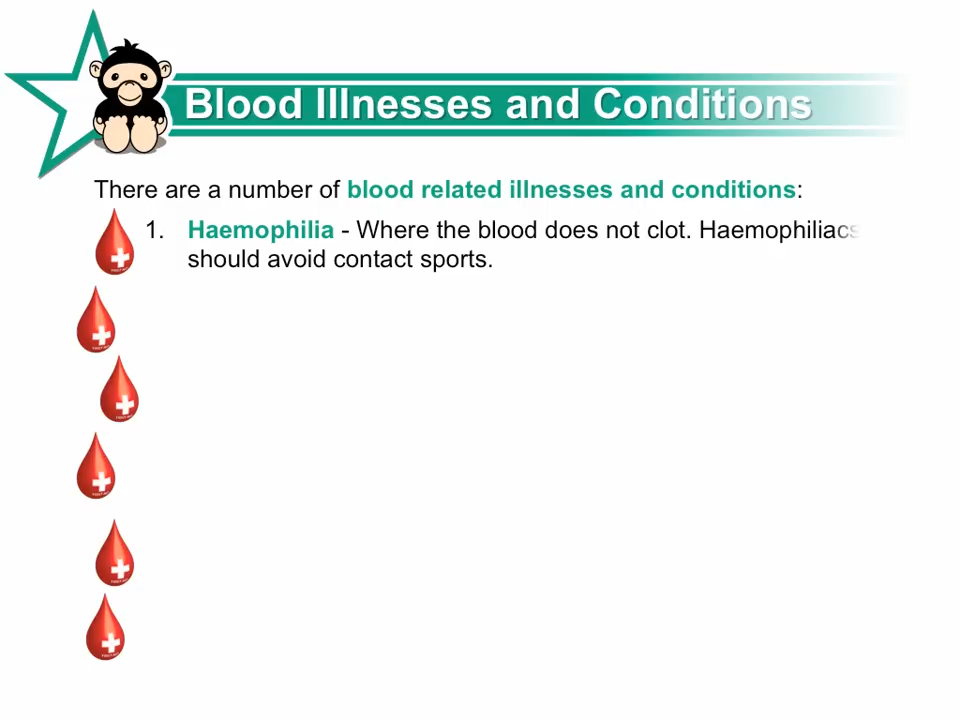 Blood Illnesses and Conditions
There are a number of blood related illnesses and conditions:
1. Haemophilia - Where the blood does not clot. Haemophiliacs
should avoid contact sports.